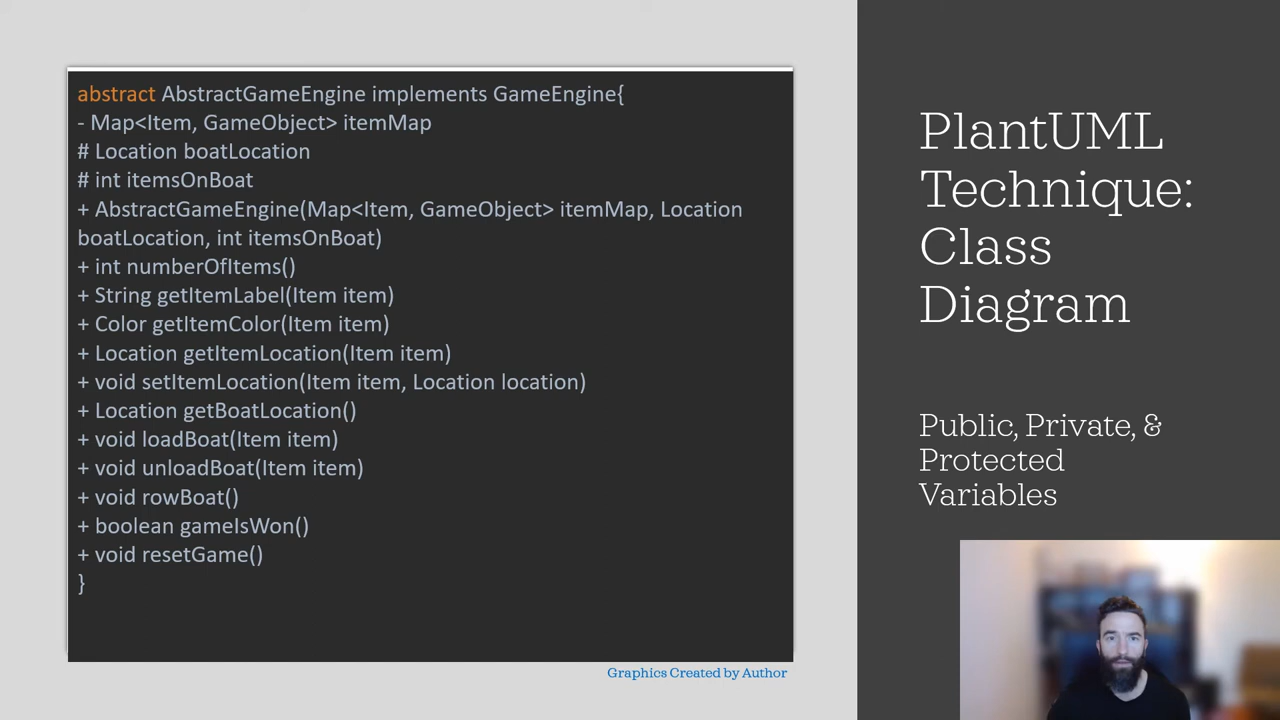 abstract AbstractGameEngine implements GameEngine{
- Map<Item, GameObject> itemMap
# Location boatLocation
# int itemsOnBoat
+ AbstractGameEngine(Map<Item, GameObject> itemMap, Location
boatLocation, int itemsOnBoat)
+ int numberOfItems()
+ String getItemLabel(Item item)
+ Color getItemColor(Item item)
+ Location getItemLocation(Item item)
+ void setItemLocation(Item item, Location location)
+ Location getBoatLocation()
+ void loadBoat(Item item)
+ void unloadBoat(Item item)
+ void rowBoat()
+ boolean gameIsWon()
+ void resetGame()
}
Graphics Created by Author
PlantUML
Technique:
Class
Diagram
Public, Private, &
Protected
Variables